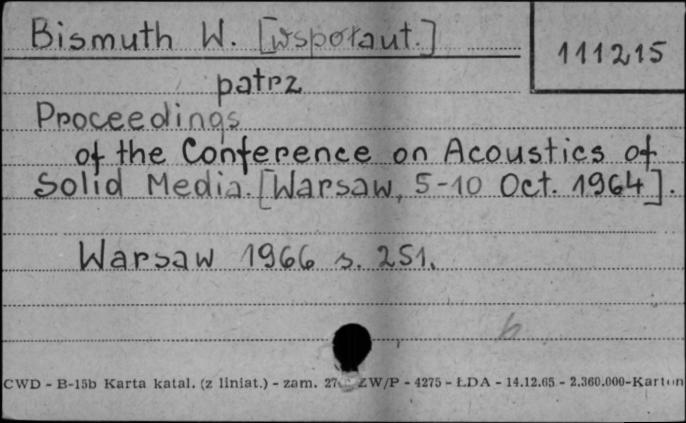 Bismuth W. [współaut.]
111215
patrz
Proceedings
of the Conference on Acoustics of
Solid Media. [Warsaw, 5-10 Oct. 1964].
Warsaw 1966 s. 251.
b
CWD - B-15b Karta katal. (z liniat.) - zam. 27 ZW/P - 4275 - ŁDA - 14.12.65 - 2.360.000-Karton